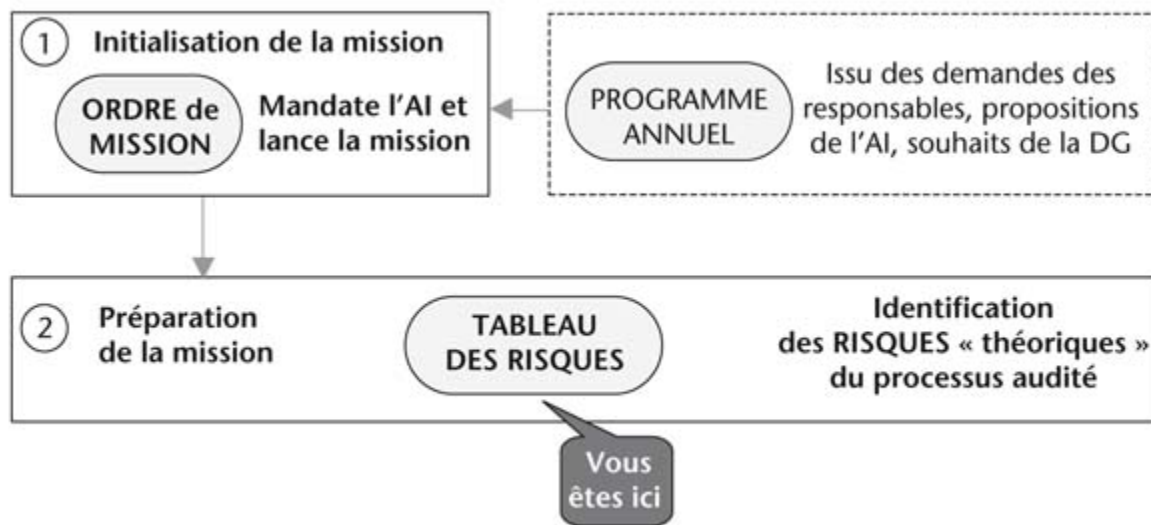 1 Initialisation de la mission
ORDRE de
MISSION
Mandate l'AI et
lance la mission
PROGRAMME
ANNUEL
Issu des demandes des
responsables, propositions
de l'AI, souhaits de la DG
2 Préparation
de la mission
TABLEAU
DES RISQUES
Identification
des RISQUES « théoriques »
du processus audité
Vous
êtes ici